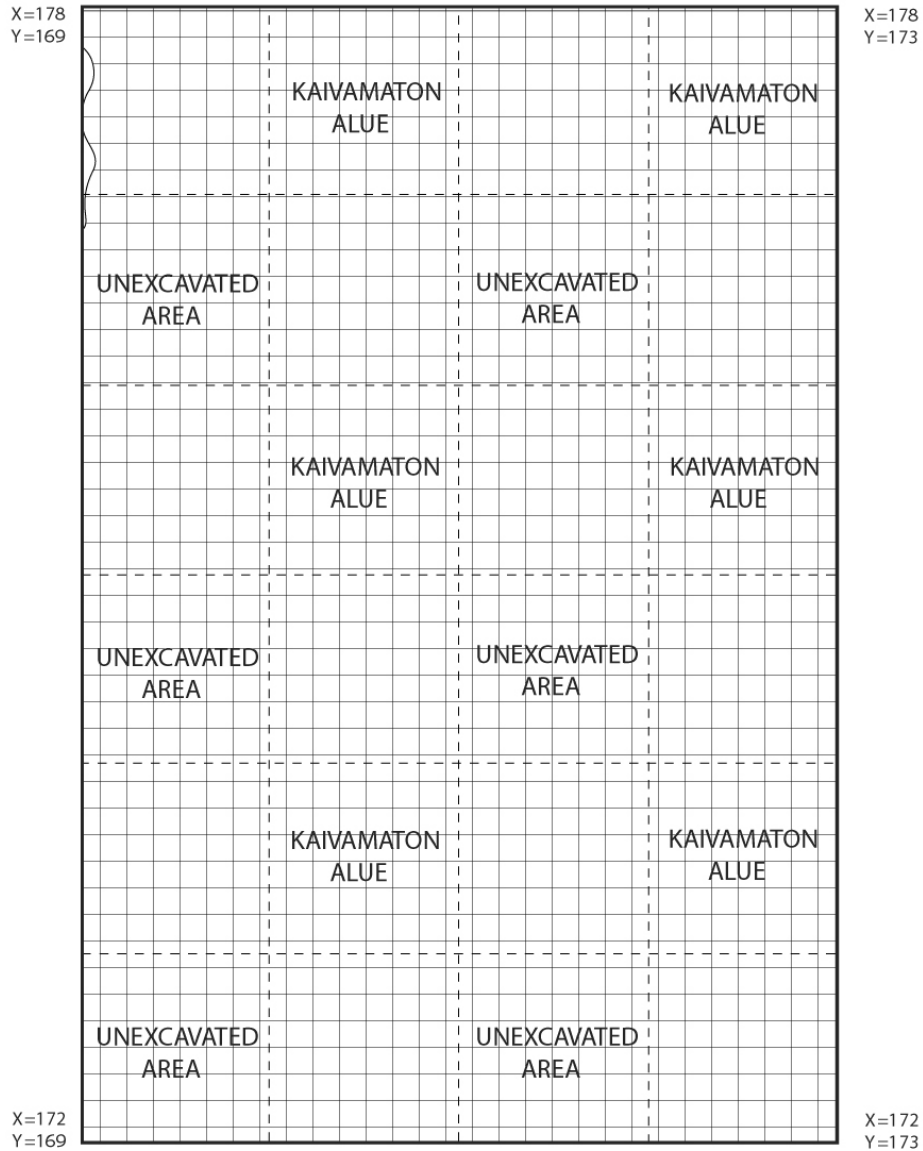 X=178
Y=169
X=178
Y=173
KAIVAMATON
ALUE
KAIVAMATON
ALUE
UNEXCAVATED
AREA
UNEXCAVATED
AREA
KAIVAMATON
ALUE
KAIVAMATON
ALUE
UNEXCAVATED
AREA
UNEXCAVATED
AREA
KAIVAMATON
ALUE
KAIVAMATON
ALUE
UNEXCAVATED
AREA
UNEXCAVATED
AREA
X=172
Y=169
X=172
Y=173